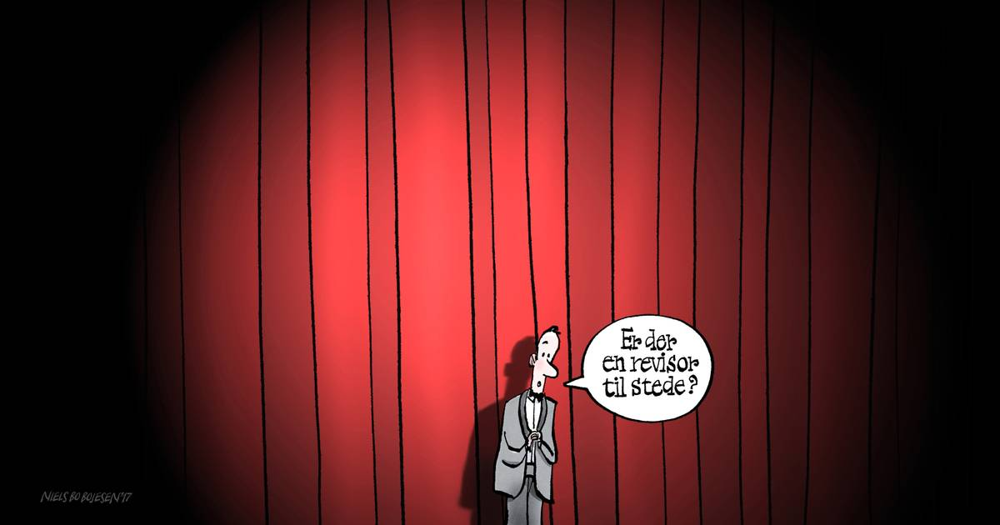 Er der
en revisor
til stede?
NIELS BO BOJESEN '17